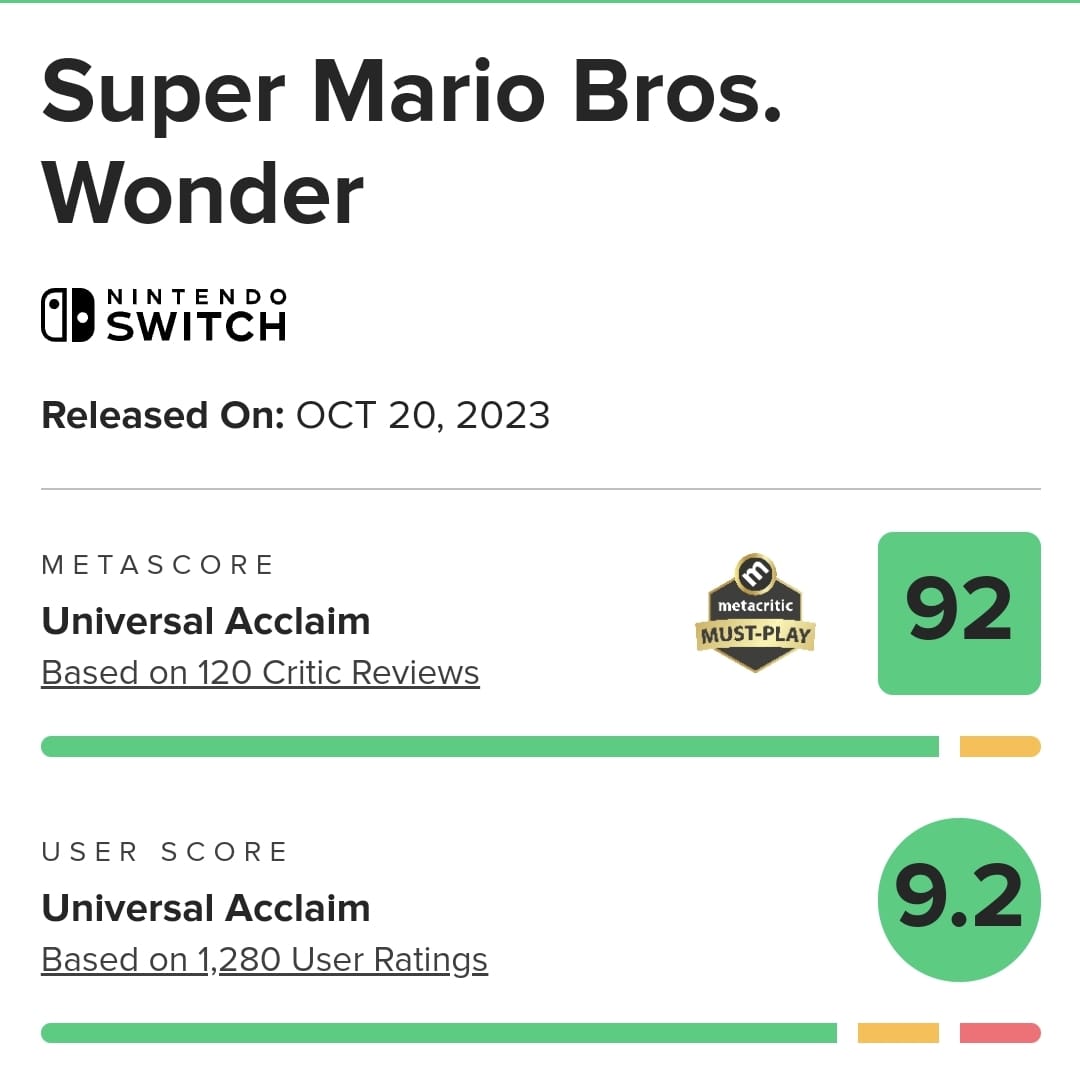 Super Mario Bros.
Wonder
NINTENDO
SWITCH
Released On: OCT 20, 2023
METASCORE
Universal Acclaim
Based on 120 Critic Reviews
m
metacritic
MUST-PLAY
92
USER SCORE
Universal Acclaim
Based on 1,280 User Ratings
9.2